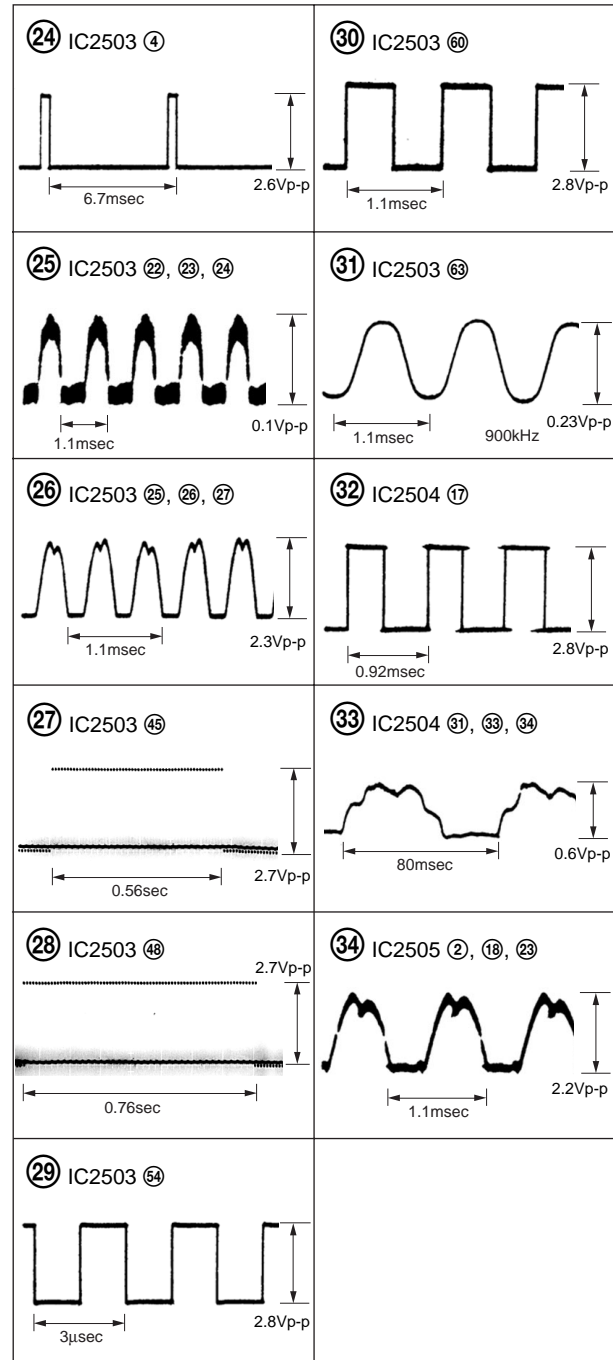 ㉔ IC2503 ④
2.6Vp-p
6.7msec
㉕ IC2503 ㉒, ㉓, ㉔
0.1Vp-p
1.1msec
㉖ IC2503 ㉕, ㉖, ㉗
2.3Vp-p
1.1msec
㉗ IC2503 ㊺
2.7Vp-p
0.56sec
㉘ IC2503 ㊽
2.7Vp-p
0.76sec
㉙ IC2503 54
2.8Vp-p
3µsec
㉚ IC2503 60
2.8Vp-p
1.1msec
㉛ IC2503 63
0.23Vp-p
1.1msec
900kHz
㉜ IC2504 ⑰
2.8Vp-p
0.92msec
㉝ IC2504 ㉛, ㉝, ㉞
0.6Vp-p
80msec
㉞ IC2505 ②, ⑱, ㉓
2.2Vp-p
1.1msec